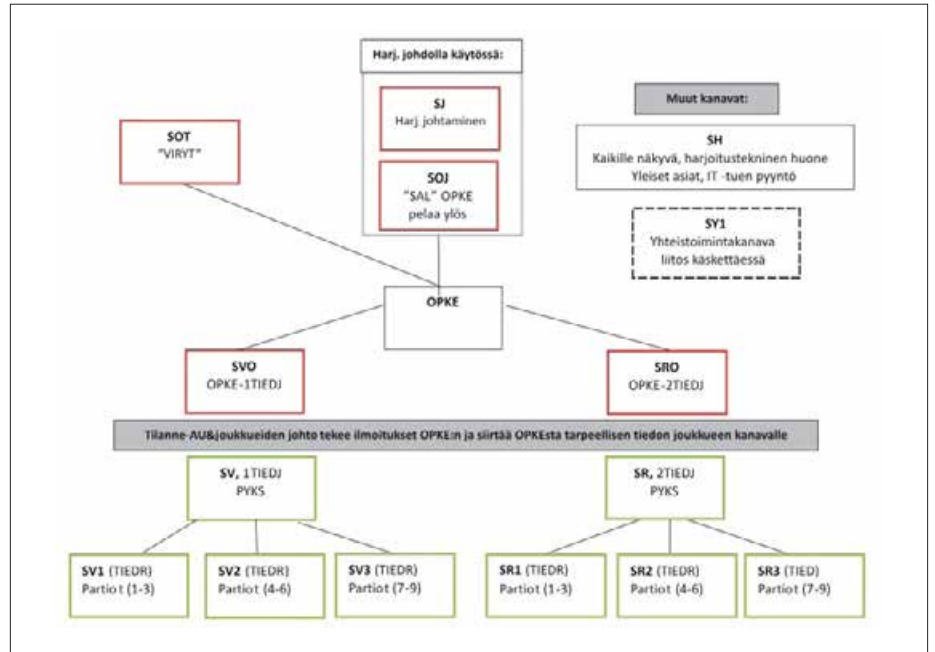 Harj. johdolla käytössä:
SJ
Harj. johtaminen
SOJ
"SAL" OPKE
pelaa ylös
SOT
"VIRYT"
Muut kanavat:
SH
Kaikille näkyvä, harjoitustekninen huone
Yleiset asiat, IT -tuen pyyntö
SY1
Yhteistoimintakanava
liitos käskettäessä
OPKE
SVO
OPKE-1TIEDJ
SRO
OPKE-2TIEDJ
Tilanne-AU&joukkueiden johto tekee ilmoitukset OPKE:n ja siirtää OPKEsta tarpeellisen tiedon joukkueen kanavalle
SV, 1TIEDJ
PYKS
SR, 2TIEDJ
PYKS
SV1 (TIEDR)
Partiot (1-3)
SV2 (TIEDR)
Partiot (4-6)
SV3 (TIEDR)
Partiot (7-9)
SR1 (TIEDR)
Partiot (1-3)
SR2 (TIEDR)
Partiot (4-6)
SR3 (TIED)
Partiot (7-9)